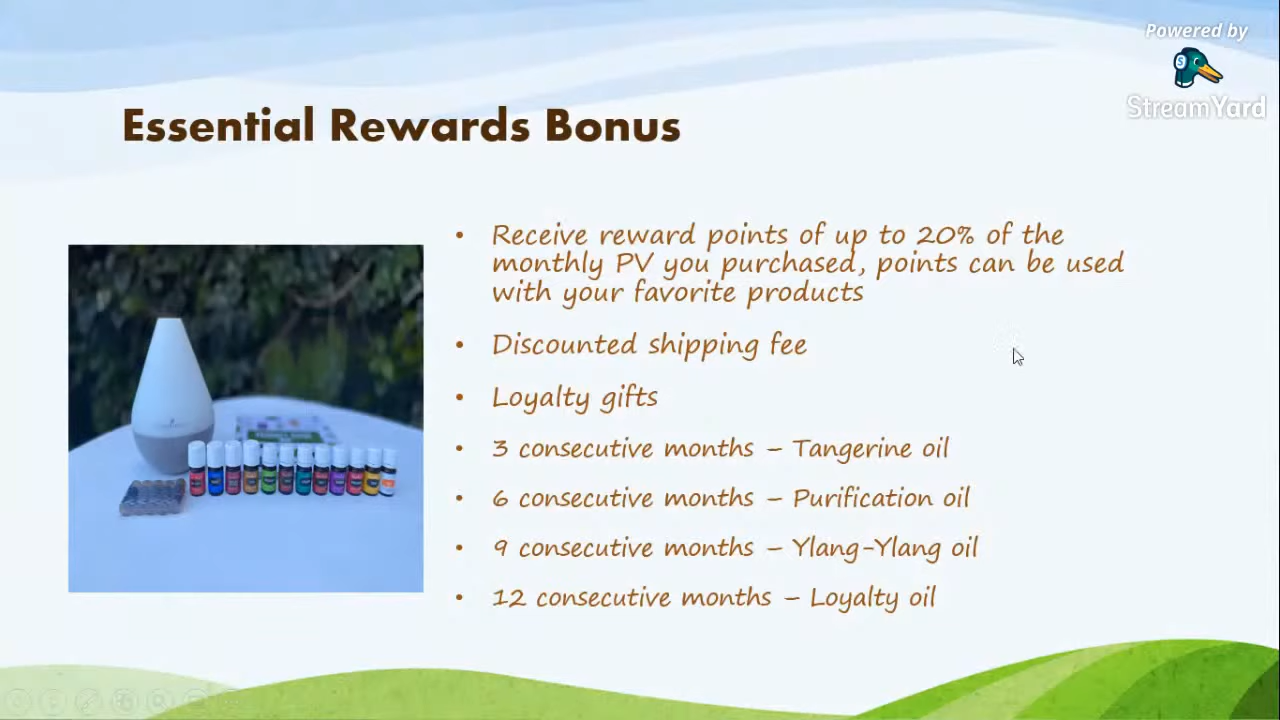 Powered by
StreamYard
Essential Rewards Bonus
• Receive reward points of up to 20% of the
monthly PV you purchased, points can be used
with your favorite products
• Discounted shipping fee
• Loyalty gifts
• 3 consecutive months – Tangerine oil
• 6 consecutive months – Purification oil
• 9 consecutive months – Ylang-Ylang oil
• 12 consecutive months – Loyalty oil